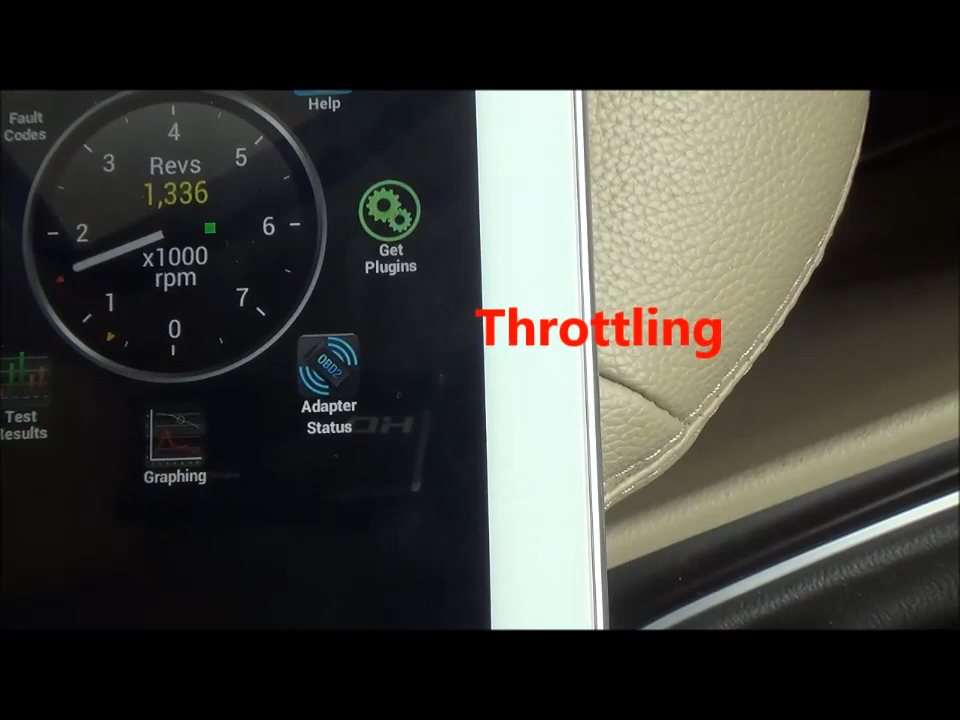 Help
Fault
Codes
4
3
5
Revs
1,336
2
6
x1000
rpm
Get
Plugins
1
7
0
Throttling
OBD2
Adapter
Status
Test
Results
Graphing